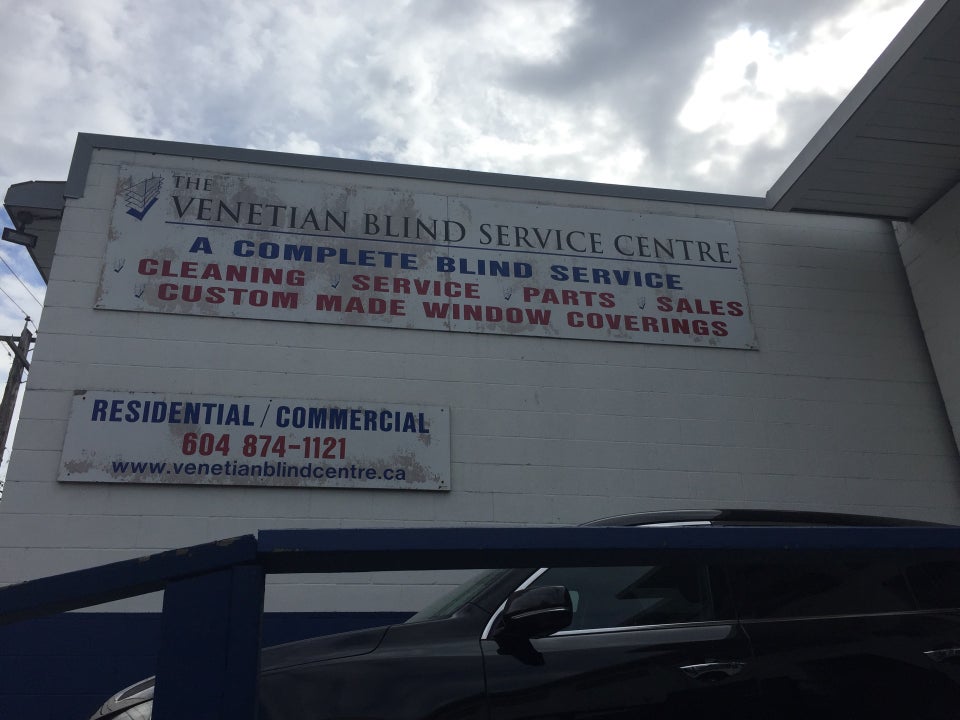 THE
VENETIAN BLIND SERVICE CENTRE
A COMPLETE BLIND SERVICE
CLEANING SERVICE PARTS SALES
CUSTOM MADE WINDOW COVERINGS
RESIDENTIAL / COMMERCIAL
604 874-1121
www.venetianblindcentre.ca